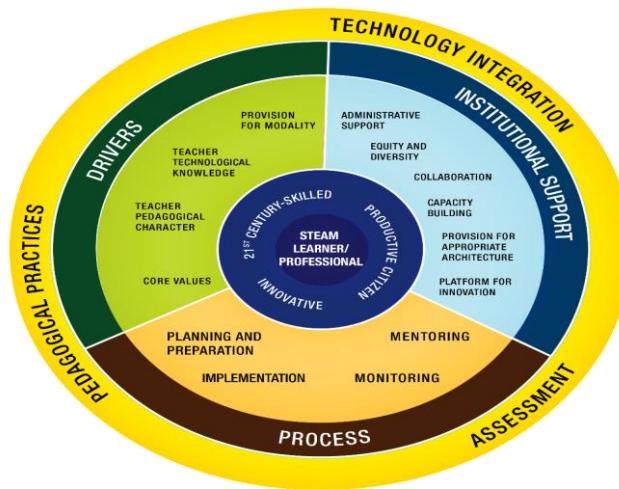 TECHNOLOGY INTEGRATION
PEDAGOGICAL PRACTICES
ASSESSMENT
DRIVERS
INSTITUTIONAL SUPPORT
PROCESS
PROVISION
FOR MODALITY
TEACHER
TECHNOLOGICAL
KNOWLEDGE
TEACHER
PEDAGOGICAL
CHARACTER
CORE VALUES
ADMINISTRATIVE
SUPPORT
EQUITY AND
DIVERSITY
COLLABORATION
CAPACITY
BUILDING
PROVISION FOR
APPROPRIATE
ARCHITECTURE
PLATFORM FOR
INNOVATION
21ST CENTURY-SKILLED
PRODUCTIVE CITIZEN
INNOVATIVE
STEAM
LEARNER/
PROFESSIONAL
PLANNING AND
PREPARATION
IMPLEMENTATION
MENTORING
MONITORING